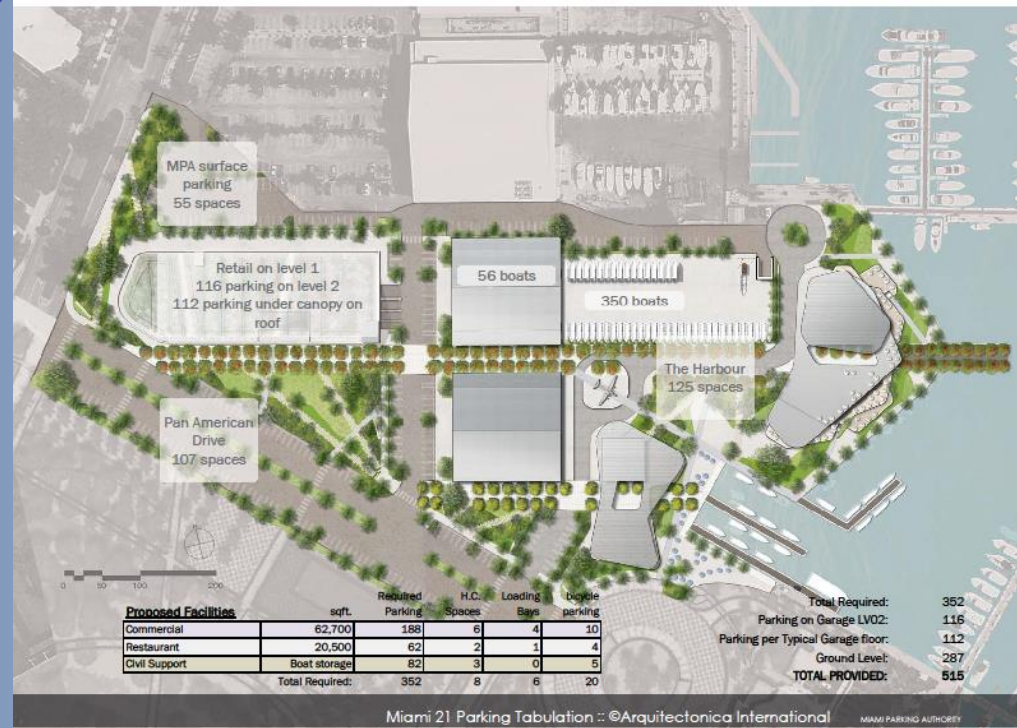 MPA surface
parking
55 spaces
Retail on level 1
116 parking on level 2
112 parking under canopy on
roof
56 boats
350 boats
The Harbour
125 spaces
Pan American
Drive
107 spaces
0 50 100 200
Proposed Facilities sqft. Required Parking H.C. Spaces Loading Bays bicycle parking
Commercial 62,700 188 6 4 10
Restaurant 20,500 62 2 1 4
Civil Support Boat storage 82 3 0 5
Total Required: 352 8 6 20
Total Required: 352
Parking on Garage LV02: 116
Parking per Typical Garage floor: 112
Ground Level: 287
TOTAL PROVIDED: 515
Miami 21 Parking Tabulation :: ©Arquitectonica International MIAMI PARKING AUTHORITY